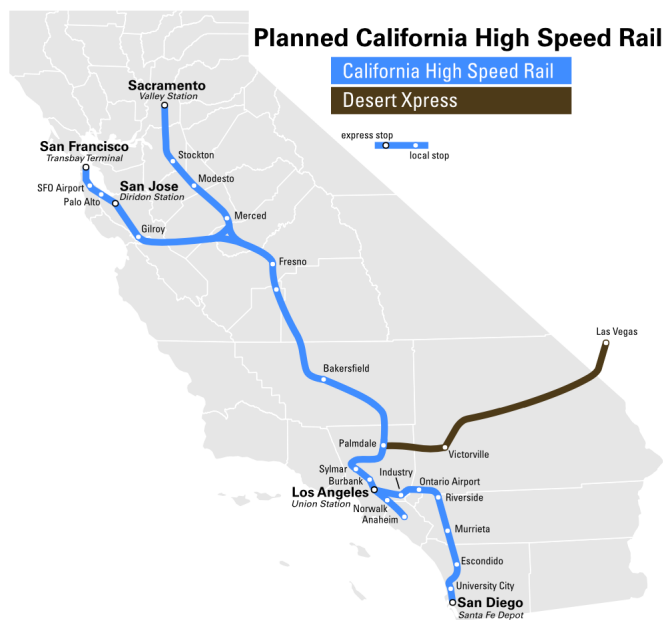 Planned California High Speed Rail
California High Speed Rail
Desert Xpress
express stop
local stop
Sacramento
Valley Station
Stockton
San Francisco
Transbay Terminal
Modesto
SFO Airport
San Jose
Diridon Station
Palo Alto
Merced
Gilroy
Fresno
Las Vegas
Bakersfield
Palmdale
Victorville
Sylmar
Industry
Burbank
Ontario Airport
Los Angeles
Union Station
Riverside
Norwalk
Anaheim
Murrieta
Escondido
University City
San Diego
Santa Fe Depot